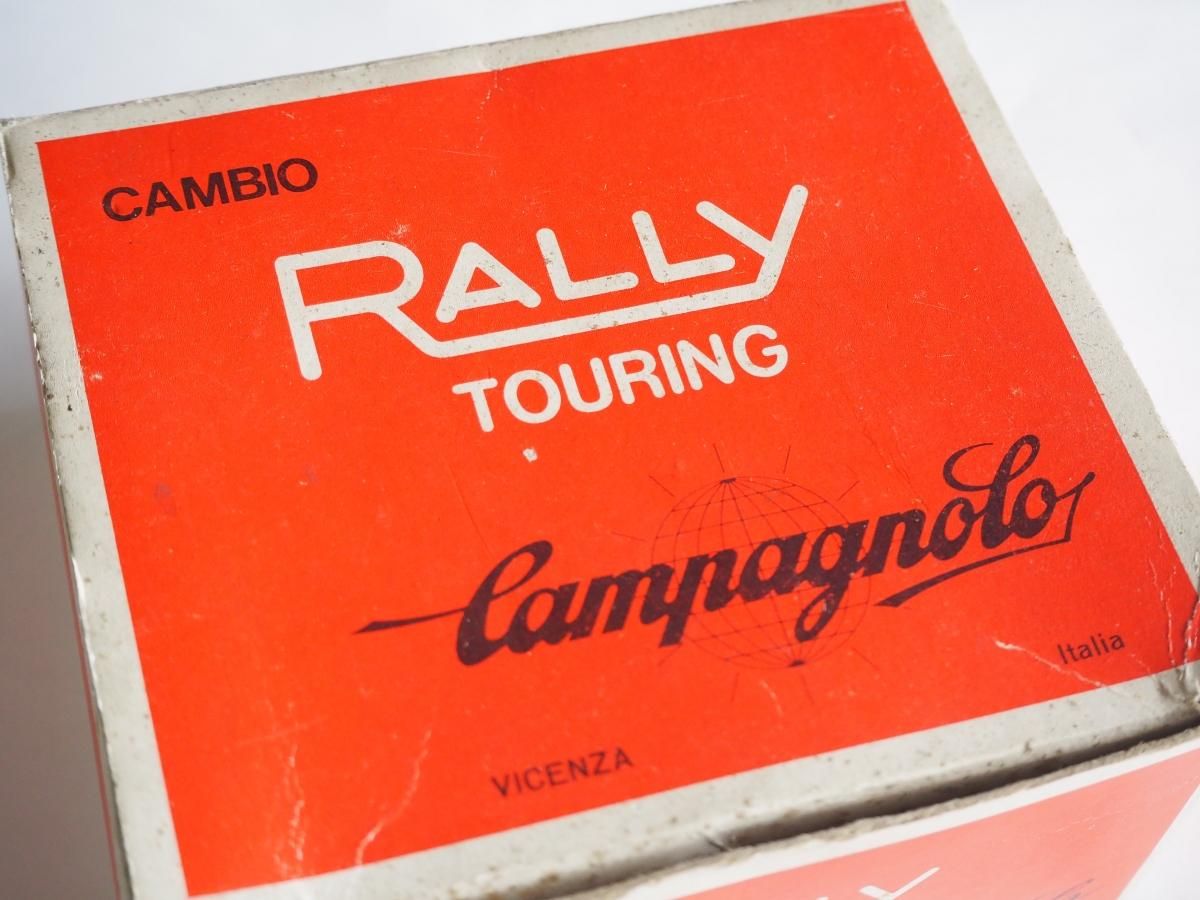 CAMBIO
RALLY
TOURING
Campagnolo
Italia
VICENZA